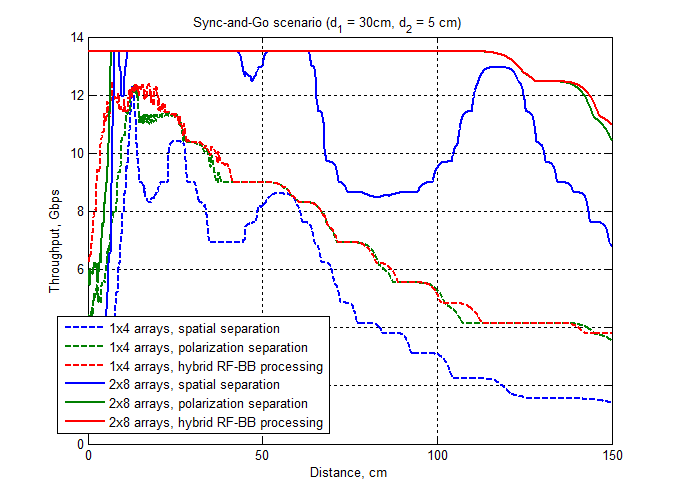 Sync-and-Go scenario (d1 = 30cm, d2 = 5 cm)
14
12
10
8
6
0
Throughput, Gbps
1x4 arrays, spatial separation
1x4 arrays, polarization separation
1x4 arrays, hybrid RF-BB processing
2x8 arrays, spatial separation
2x8 arrays, polarization separation
2x8 arrays, hybrid RF-BB processing
0 50 100 150
Distance, cm